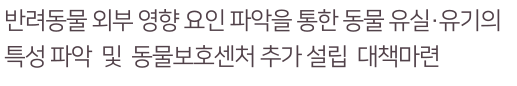 반려동물 외부 영향 요인 파악을 통한 동물 유실·유기의
특성 파악 및 동물보호센처 추가 설립 대책마련